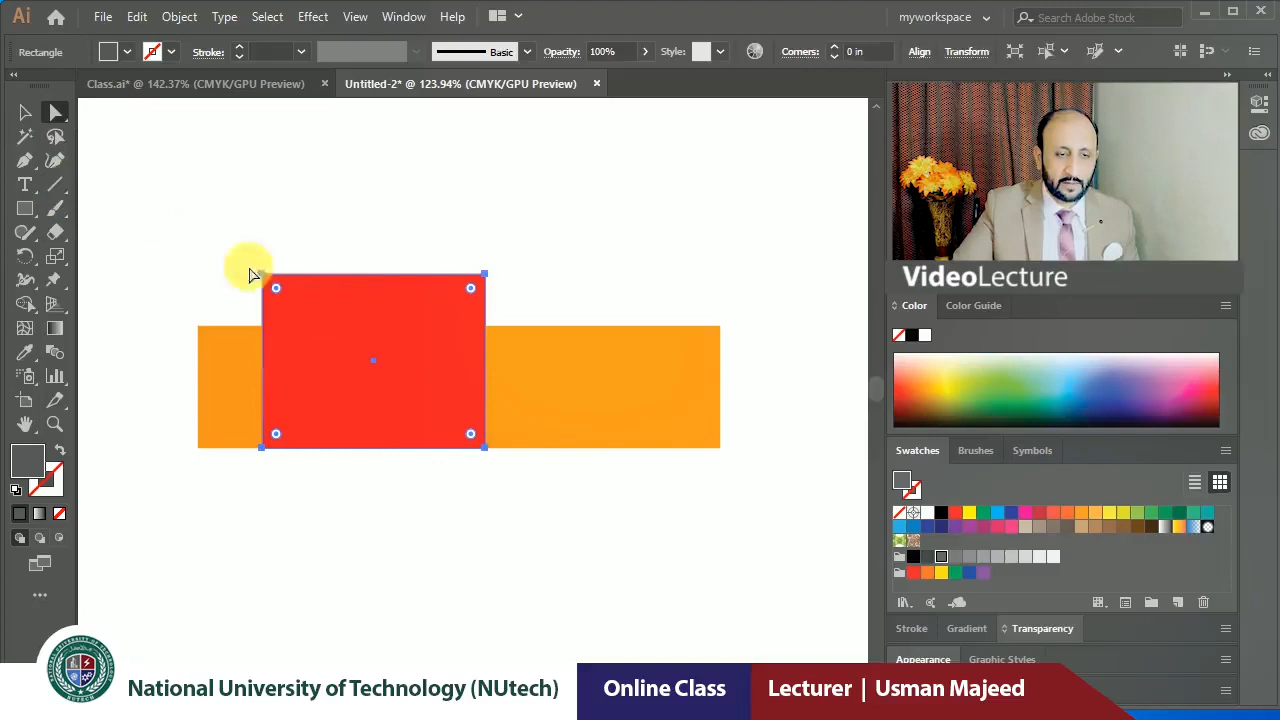 Ai File Edit Object Type Select Effect View Window Help myworkspace Search Adobe Stock
Rectangle Stroke: Basic Opacity: 100% Style: Corners: 0 in Align Transform
Class.ai* @ 142.37% (CMYK/GPU Preview) Untitled-2* @ 123.94% (CMYK/GPU Preview)
VideoLecture
Color Color Guide
Swatches Brushes Symbols
Stroke Gradient Transparency
Appearance Graphic Styles
National University of Technology (NUtech) Online Class Lecturer | Usman Majeed